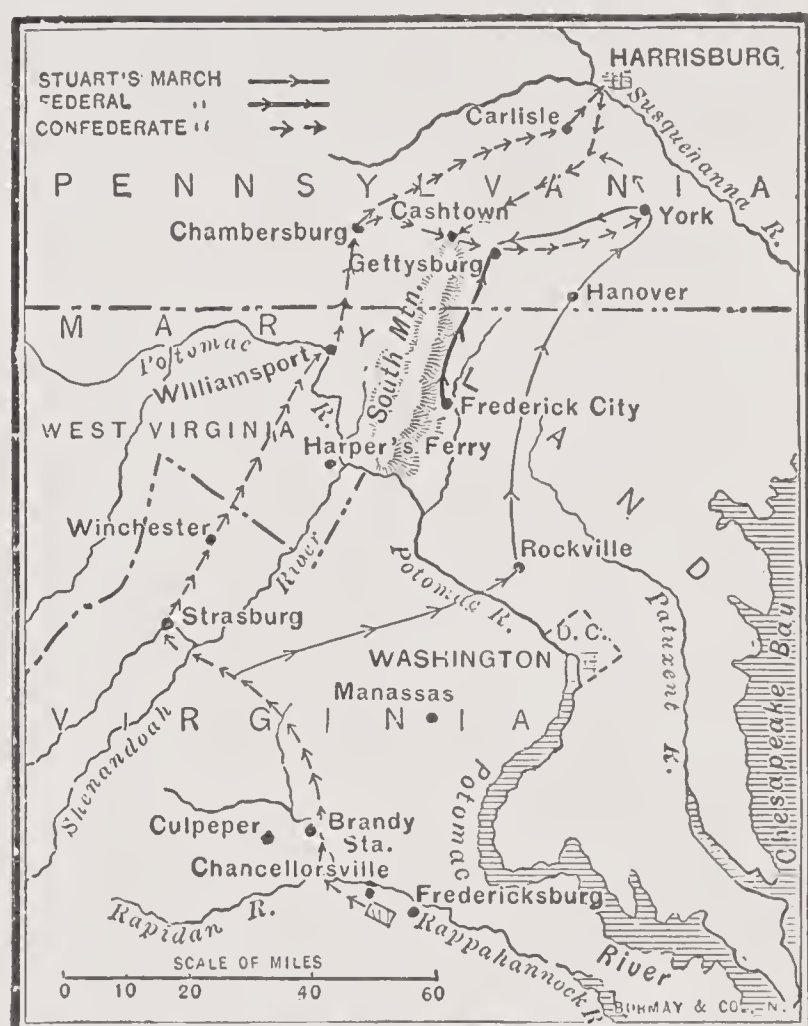 HARRISBURG
STUART'S MARCH
FEDERAL "
CONFEDERATE "
Carlisle
Susquehanna R.
PENNSYLVANIA
Cashtown
Chambersburg
York
Gettysburg
Hanover
MARYLAND
Potomac R.
Williamsport
South Mtn.
Frederick City
WEST VIRGINIA
Harper's Ferry
Winchester
River
Rockville
Potomac R.
Strasburg
D.C.
Patuxent R.
WASHINGTON
Chesapeake Bay
Manassas
VIRGINIA
Shenandoah
Potomac
Culpeper
Brandy
Sta.
Chancellorsville
Fredericksburg
Rapidan R.
Rappahannock R.
River
SCALE OF MILES
0 10 20 40 60
BORMAY & CO., N.